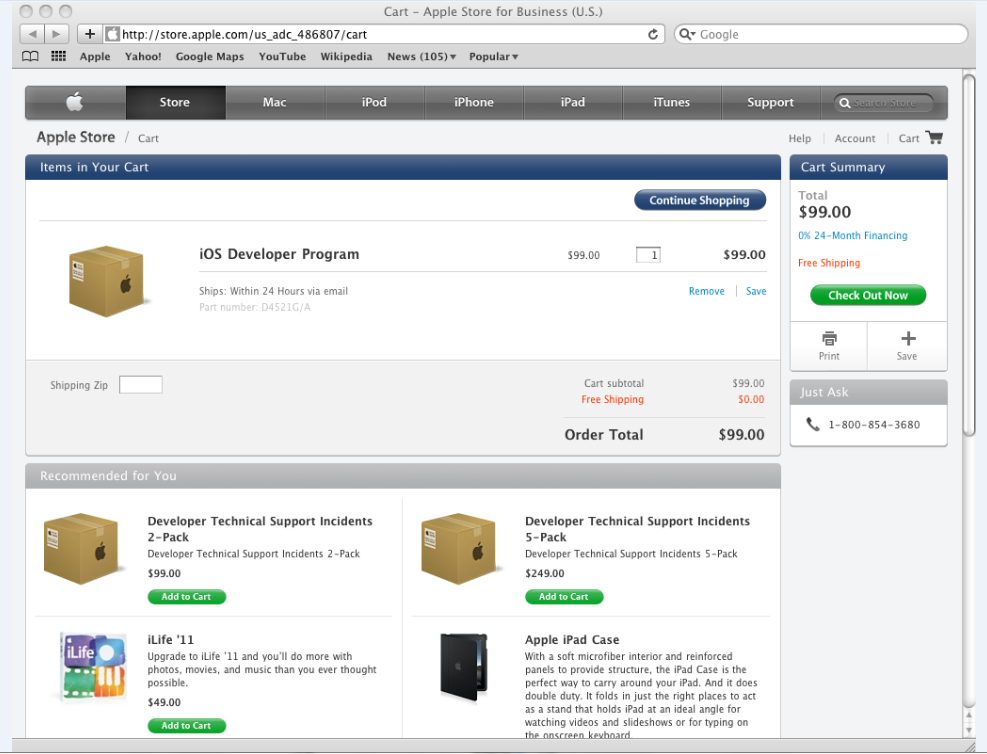 Cart – Apple Store for Business (U.S.)
http://store.apple.com/us_adc_486807/cart
Google
Apple Yahoo! Google Maps YouTube Wikipedia News (105) Popular
Store Mac iPod iPhone iPad iTunes Support Search Store
Apple Store / Cart
Help Account Cart
Items in Your Cart
Continue Shopping
iOS Developer Program $99.00 1 $99.00
Ships: Within 24 Hours via email
Remove Save
Part number: D4521G/A
Shipping Zip
Cart subtotal $99.00
Free Shipping $0.00
Order Total $99.00
Cart Summary
Total
$99.00
0% 24-Month Financing
Free Shipping
Check Out Now
Print Save
Just Ask
1-800-854-3680
Recommended for You
Developer Technical Support Incidents
2-Pack
Developer Technical Support Incidents 2-Pack
$99.00
Add to Cart
Developer Technical Support Incidents
5-Pack
Developer Technical Support Incidents 5-Pack
$249.00
Add to Cart
iLife
iLife '11
Upgrade to iLife '11 and you'll do more with
photos, movies, and music than you ever thought
possible.
$49.00
Add to Cart
Apple iPad Case
With a soft microfiber interior and reinforced
panels to provide structure, the iPad Case is the
perfect way to carry around your iPad. And it does
double duty. It folds in just the right places to act
as a stand that holds iPad at an ideal angle for
watching videos and slideshows or for typing on
the onscreen keyboard.